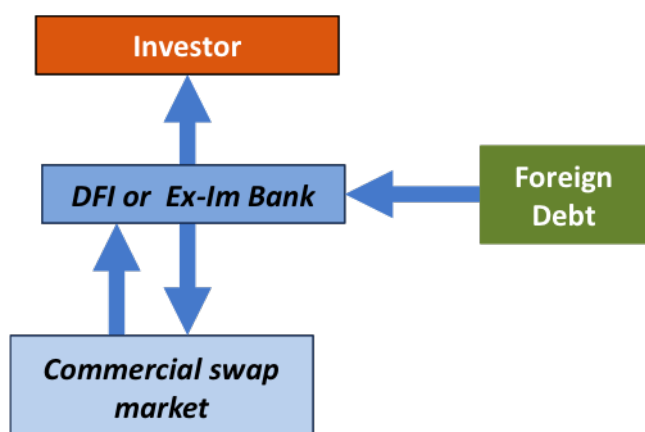 Investor
DFI or Ex-Im Bank
Foreign
Debt
Commercial swap
market